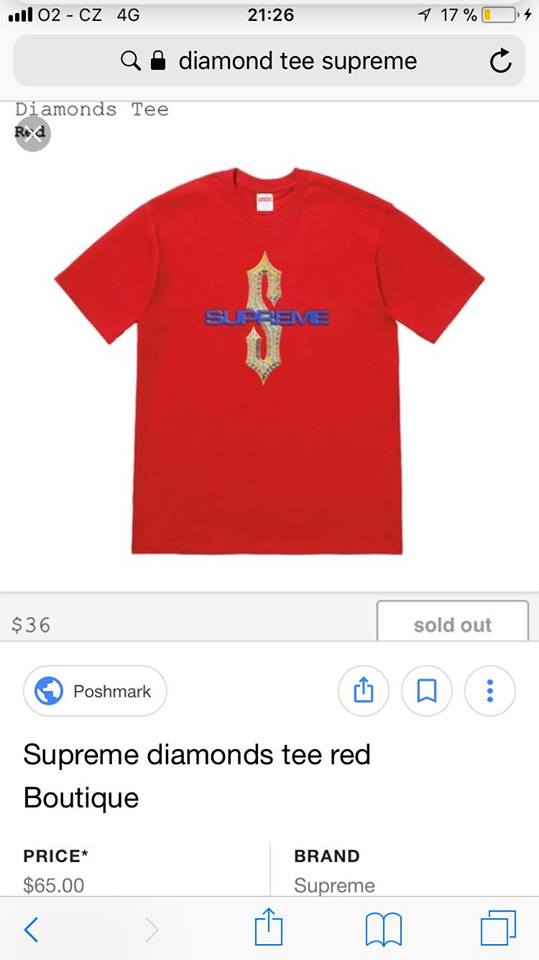 O2 - CZ 4G 21:26 17 %
diamond tee supreme
Diamonds Tee
Red
SUPREME
$36
sold out
Poshmark
Supreme diamonds tee red
Boutique
PRICE* BRAND
$65.00 Supreme